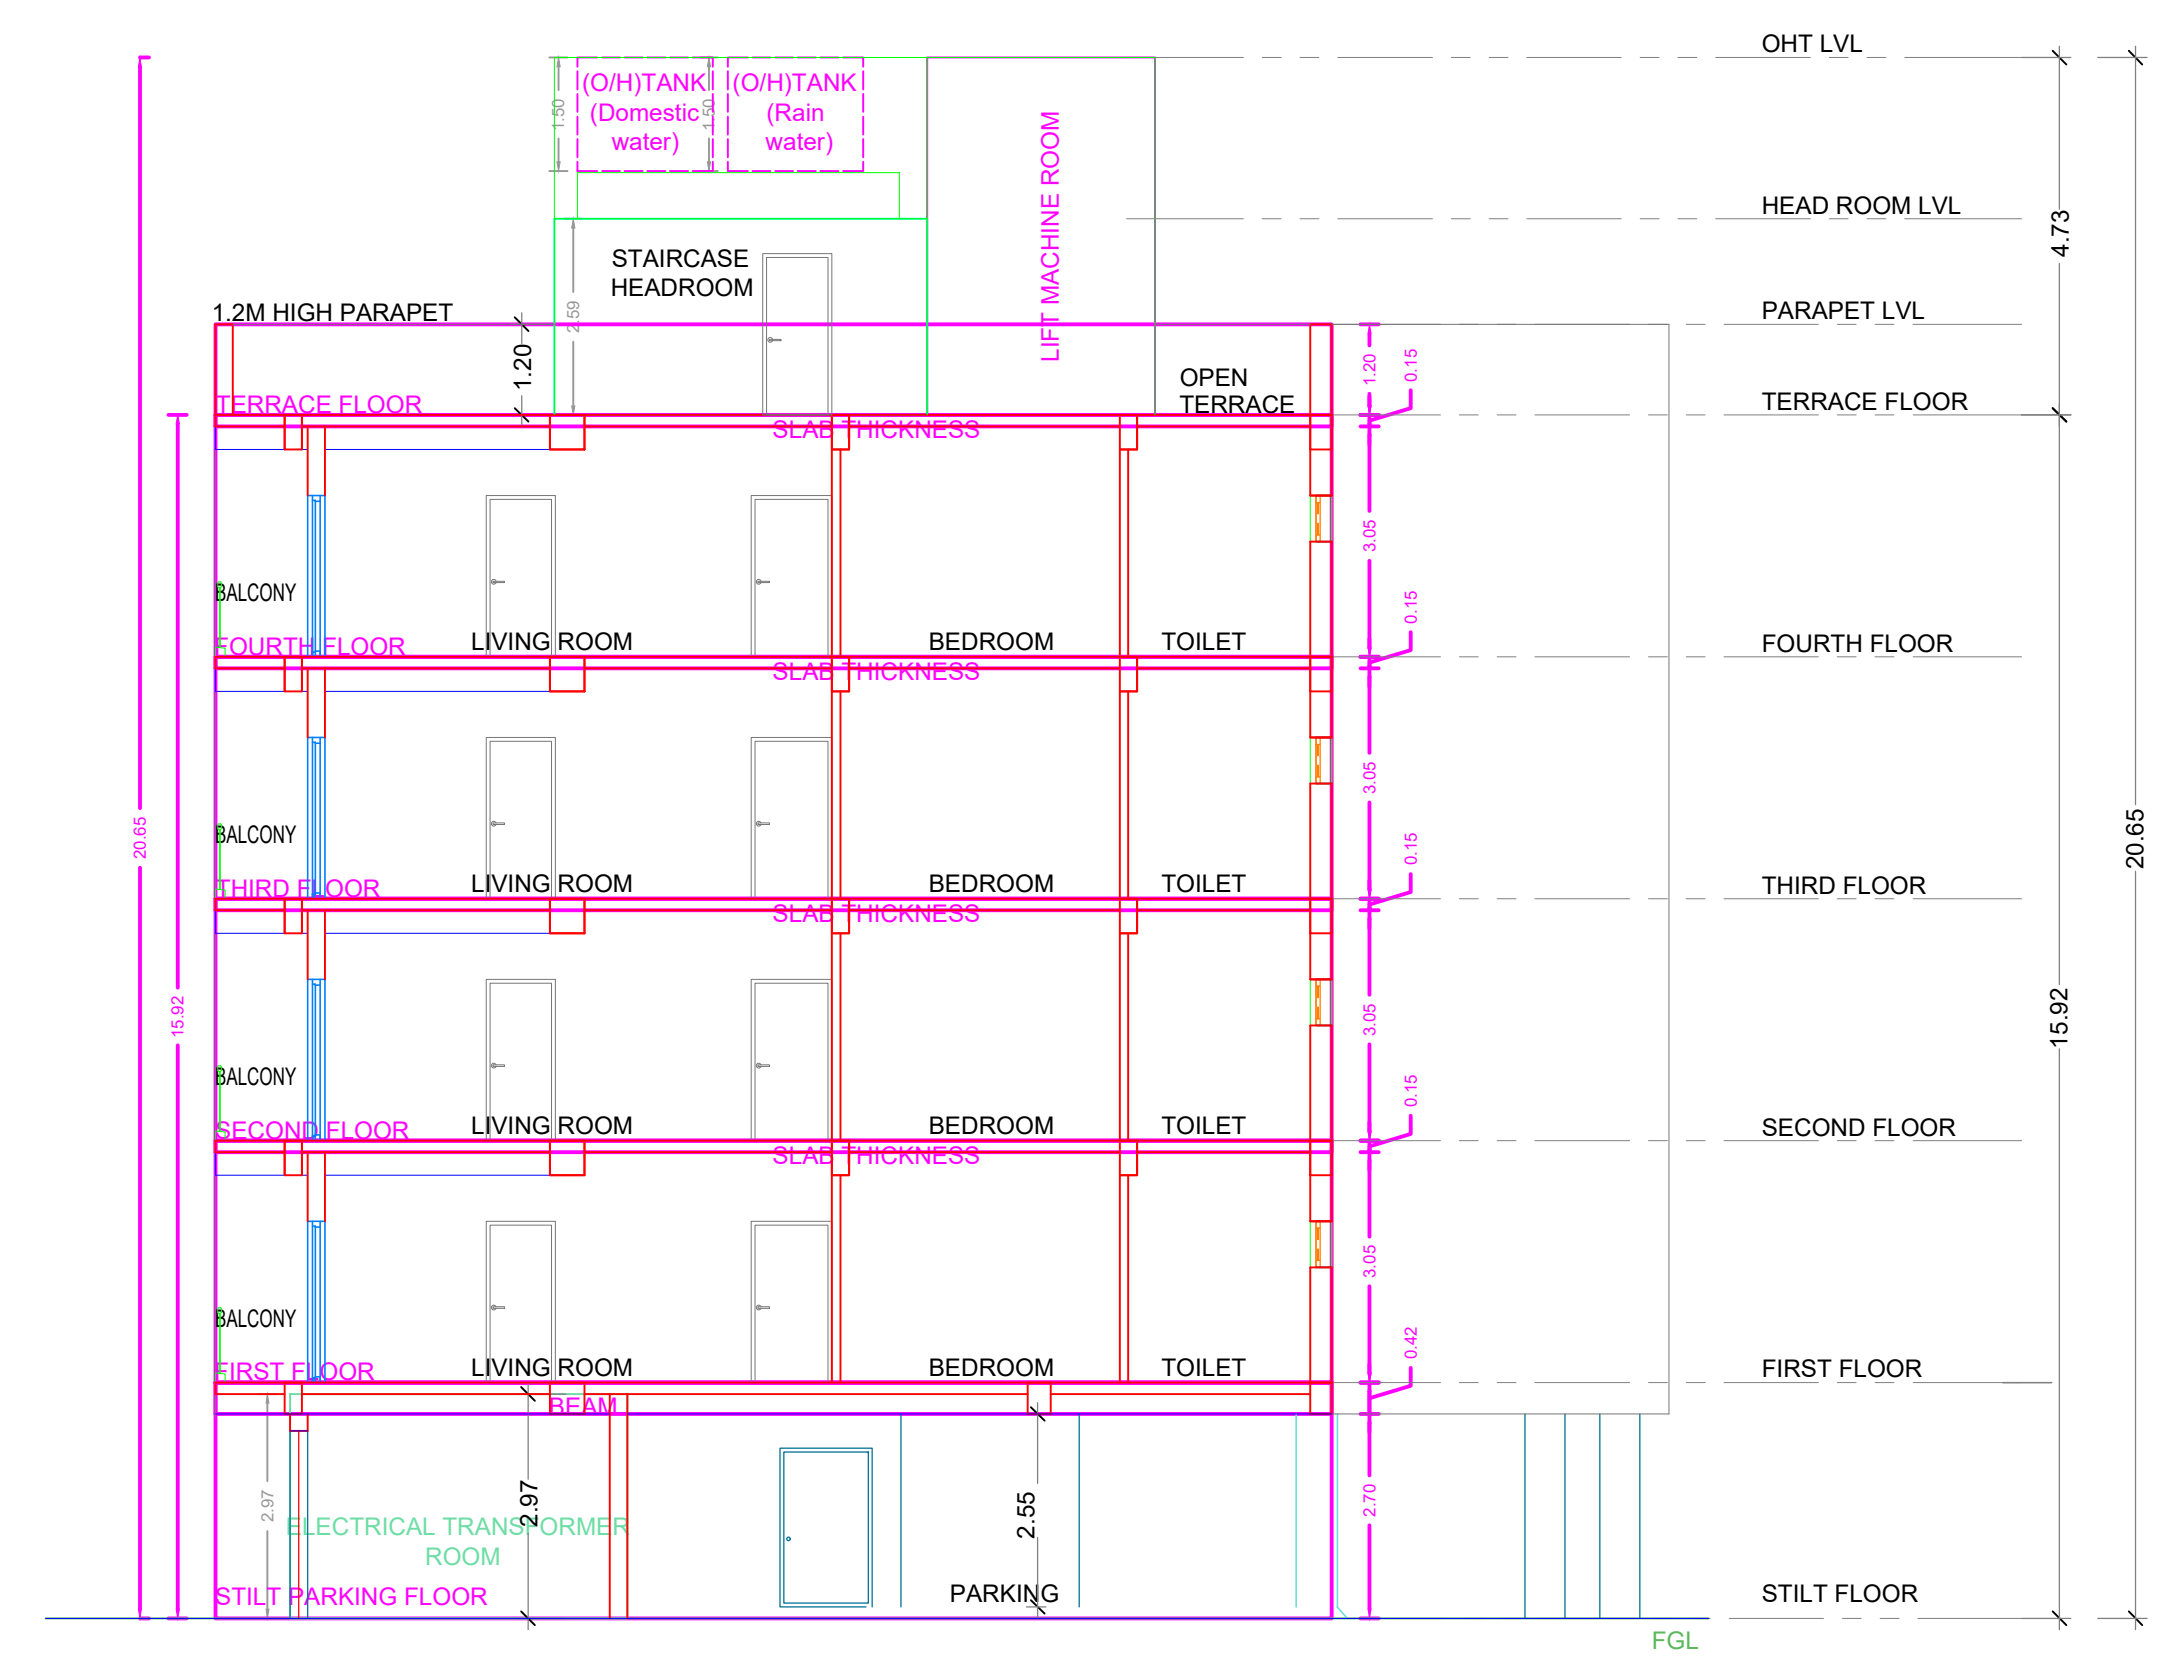 OHT LVL
(O/H)TANK
(Domestic
water)
(O/H)TANK
(Rain
water)
1.50
1.50
LIFT MACHINE ROOM
HEAD ROOM LVL
4.73
STAIRCASE
HEADROOM
2.59
1.2M HIGH PARAPET
PARAPET LVL
1.20
1.20
0.15
OPEN
TERRACE
TERRACE FLOOR
TERRACE FLOOR
SLAB THICKNESS
3.05
BALCONY
0.15
FOURTH FLOOR
LIVING ROOM
BEDROOM
TOILET
FOURTH FLOOR
SLAB THICKNESS
3.05
20.65
20.65
BALCONY
0.15
THIRD FLOOR
LIVING ROOM
BEDROOM
TOILET
THIRD FLOOR
SLAB THICKNESS
15.92
3.05
15.92
BALCONY
0.15
SECOND FLOOR
LIVING ROOM
BEDROOM
TOILET
SECOND FLOOR
SLAB THICKNESS
3.05
BALCONY
0.42
FIRST FLOOR
LIVING ROOM
BEDROOM
TOILET
FIRST FLOOR
BEAM
2.97
2.97
2.55
2.70
ELECTRICAL TRANSFORMER
ROOM
STILT PARKING FLOOR
PARKING
STILT FLOOR
FGL